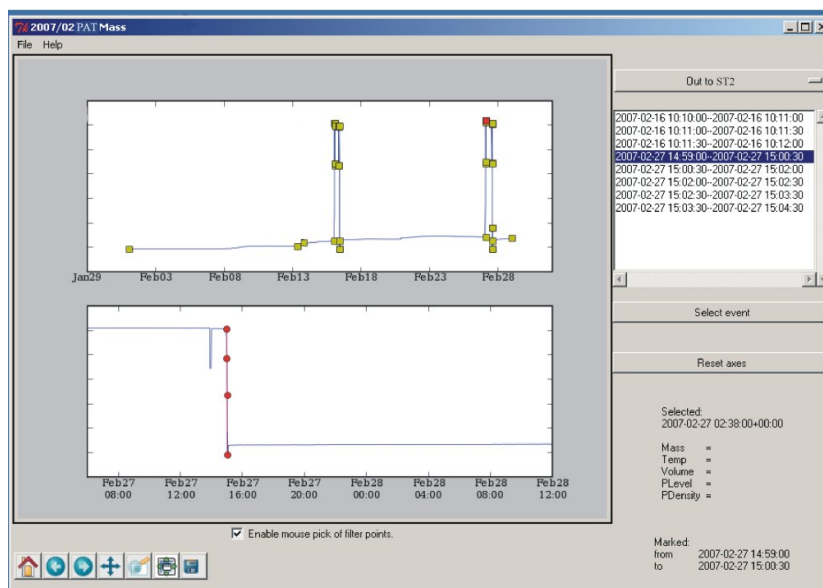 2007/02 PAT Mass
File Help
Out to ST2
2007-02-16 10:10:00--2007-02-16 10:11:00
2007-02-16 10:11:00--2007-02-16 10:11:30
2007-02-16 10:11:30--2007-02-16 10:12:00
2007-02-27 14:59:00--2007-02-27 15:00:30
2007-02-27 15:00:30--2007-02-27 15:02:00
2007-02-27 15:02:00--2007-02-27 15:02:30
2007-02-27 15:02:30--2007-02-27 15:03:30
2007-02-27 15:03:30--2007-02-27 15:04:30
Jan29 Feb03 Feb08 Feb13 Feb18 Feb23 Feb28
Select event
Reset axes
Feb27 Feb27 Feb27 Feb27 Feb28 Feb28 Feb28 Feb28
08:00 12:00 16:00 20:00 00:00 04:00 08:00 12:00
Selected:
2007-02-27 02:38:00+00:00
Mass =
Temp =
Volume =
PLevel =
PDensity =
Enable mouse pick of filter points.
Marked:
from 2007-02-27 14:59:00
to 2007-02-27 15:00:30